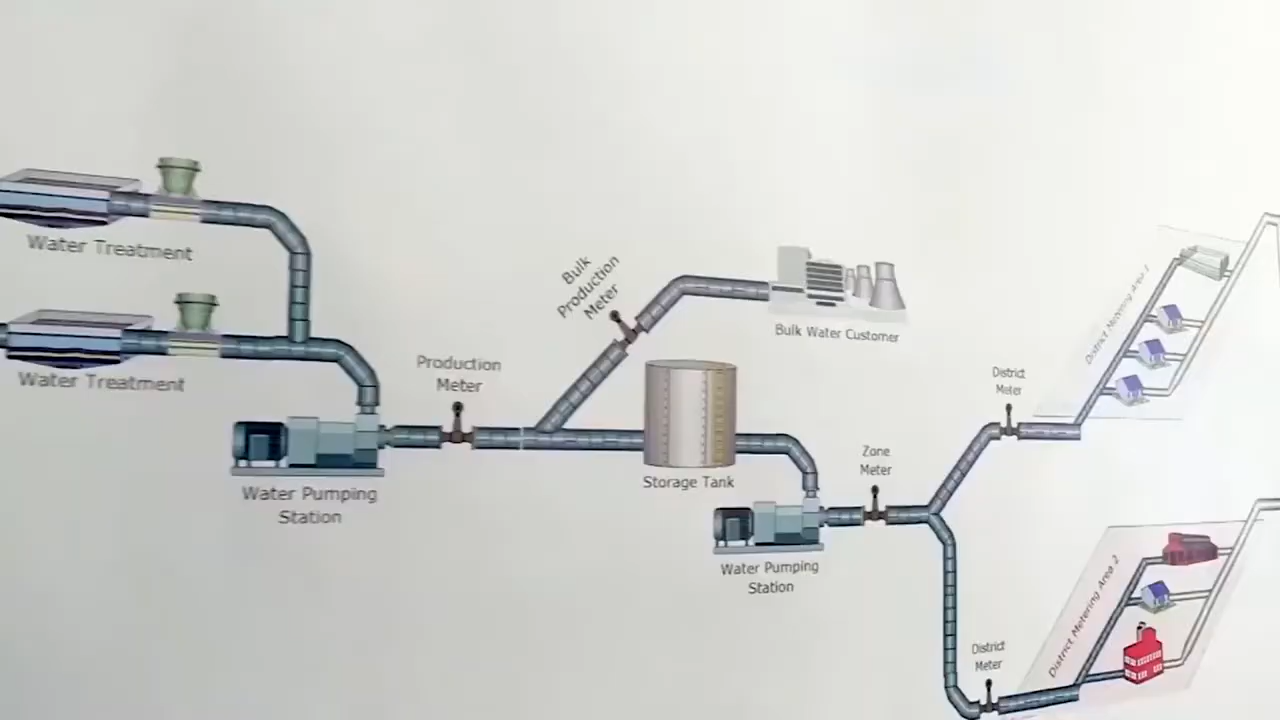 Water Treatment
Water Treatment
Water Pumping
Station
Production
Meter
Bulk
Production
Meter
Bulk Water Customer
Storage Tank
Water Pumping
Station
Zone
Meter
District
Meter
District Metering Area 1
District
Meter
District Metering Area 2